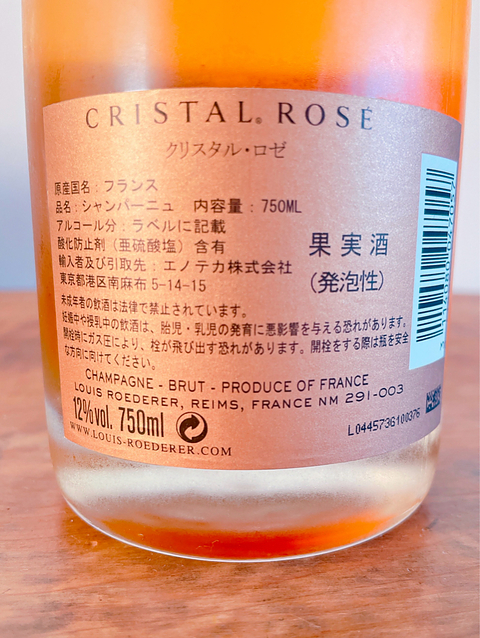 CRISTAL® ROSÉ
クリスタル・ロゼ
原産国名：フランス
品名：シャンパーニュ 内容量：750ML
アルコール分：ラベルに記載
酸化防止剤（亜硫酸塩）含有
輸入者及び引取先：エノテカ株式会社
東京都港区南麻布5-14-15
果実酒
（発泡性）
未成年者の飲酒は法律で禁止されています。
妊娠中や授乳中の飲酒は、胎児・乳児の発育に悪影響を与える恐れがあります。
開栓時にガス圧により、栓が飛び出す恐れがあります。開栓をする際は瓶を安全
な方向に向けてください。
CHAMPAGNE - BRUT - PRODUCE OF FRANCE
LOUIS ROEDERER, REIMS, FRANCE NM 291-003
12%vol. 750ml
WWW.LOUIS-ROEDERER.COM
L0445736100376